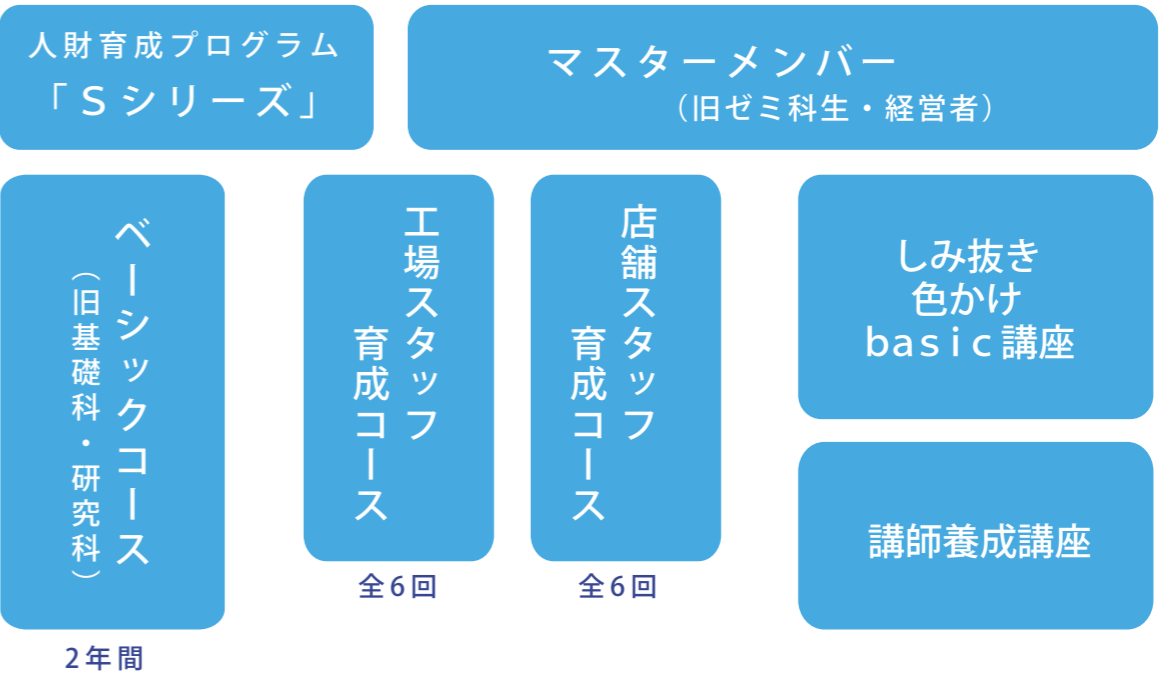 人財育成プログラム
「Sシリーズ」
マスターメンバー
（旧ゼミ科生・経営者）
ベーシックコース
（旧基礎科・研究科）
2年間
工場スタッフ
育成コース
全6回
店舗スタッフ
育成コース
全6回
しみ抜き
色かけ
basic講座
講師養成講座